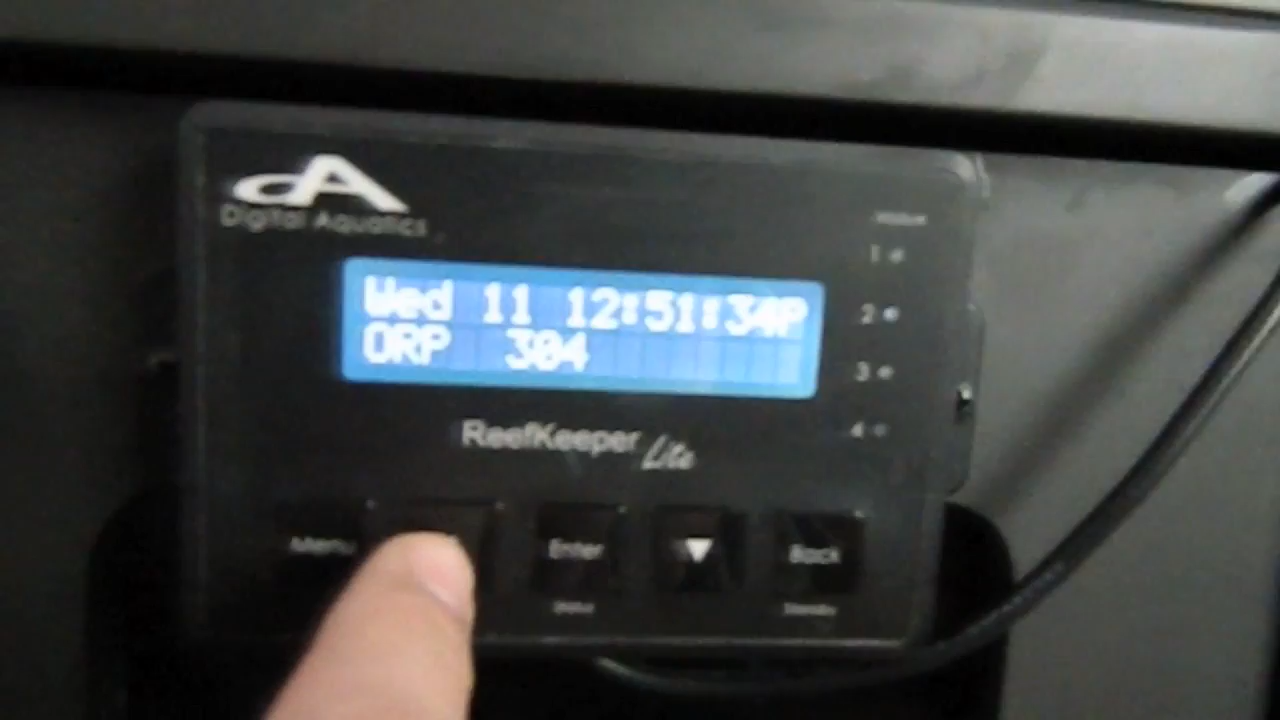 dA
Digital Aquatics
Wed 11 12:51:34P
ORP 304
1
2
3
4
ReefKeeper Lite
Menu
Enter
▼
Back
Standby